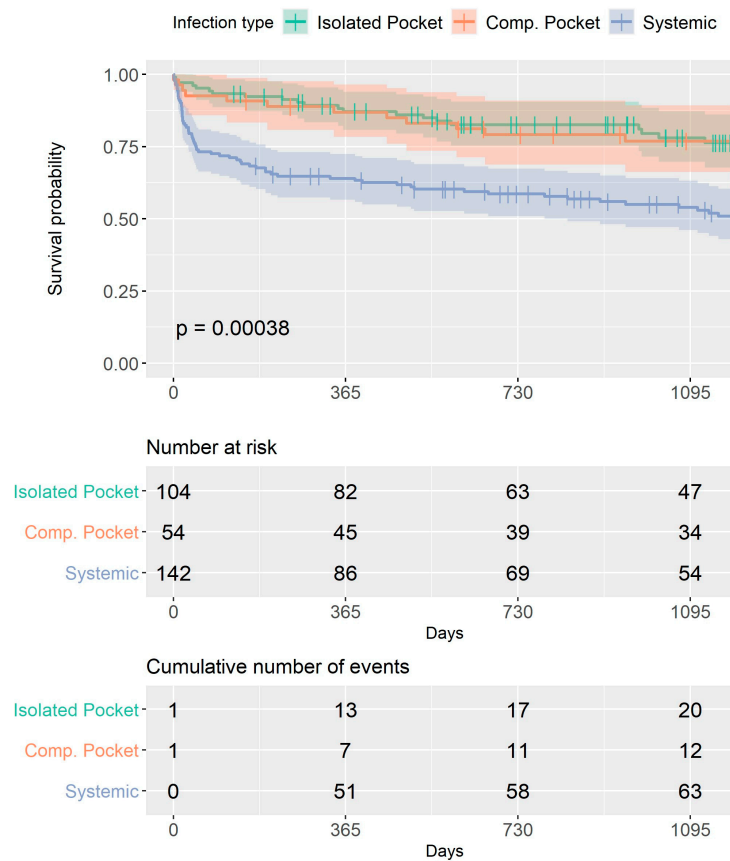 Infection type Isolated Pocket Comp. Pocket Systemic
1.00
0.75
0.50
0.25
0.00
Survival probability
p = 0.00038
0 365 730 1095
Number at risk
Isolated Pocket 104 82 63 47
Comp. Pocket 54 45 39 34
Systemic 142 86 69 54
0 365 730 1095
Days
Cumulative number of events
Isolated Pocket 1 13 17 20
Comp. Pocket 1 7 11 12
Systemic 0 51 58 63
0 365 730 1095
Days